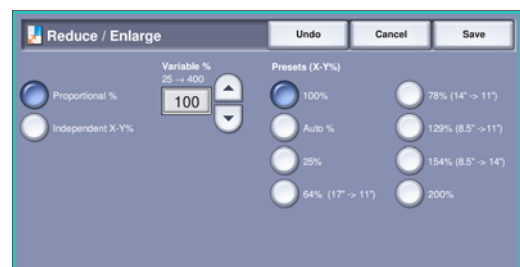 Reduce / Enlarge
Undo
Cancel
Save
Variable %
25 → 400
100
Proportional %
Independent X-Y%
Presets (X-Y%)
100%
Auto %
25%
64% (17" -> 11")
78% (14" -> 11")
129% (8.5" ->11")
154% (8.5" -> 14")
200%